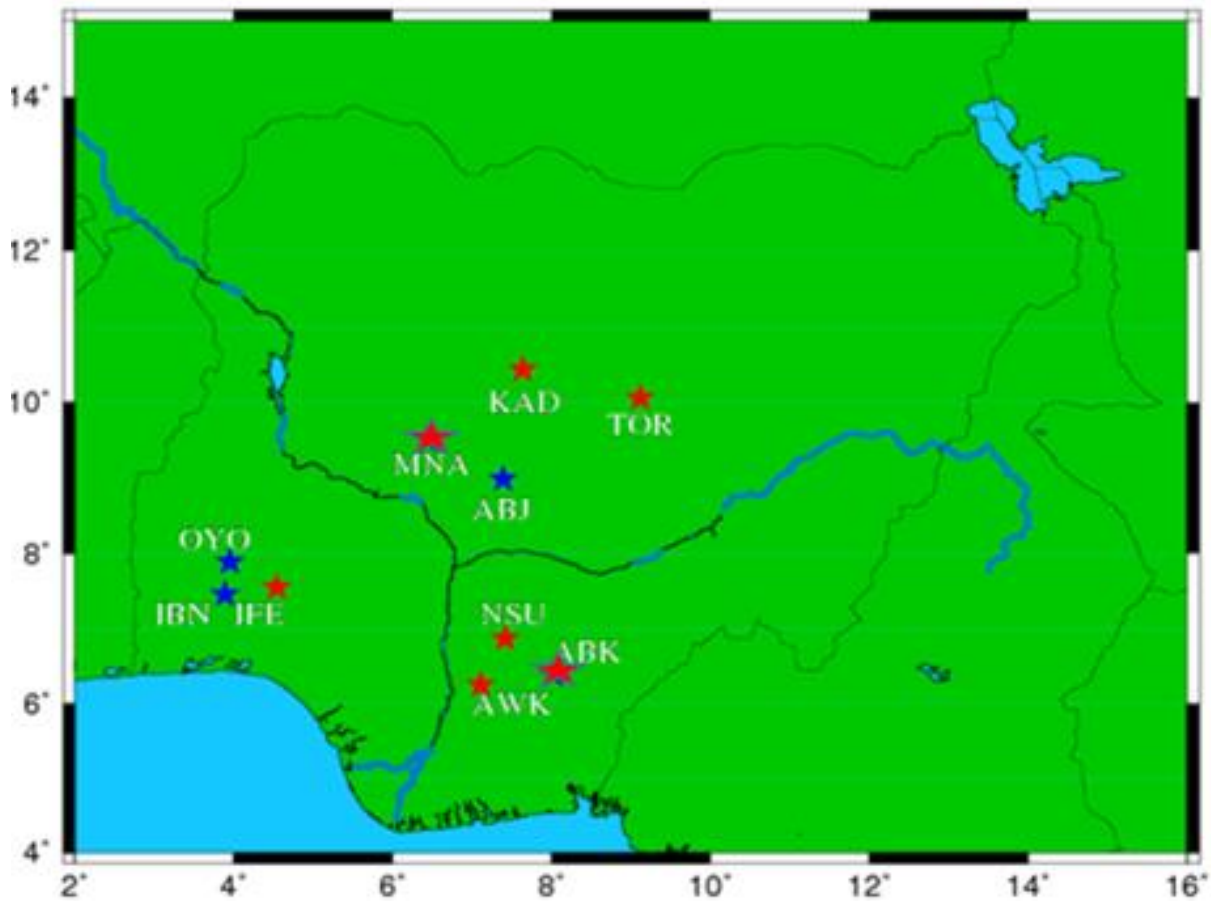 14°
12°
10°
8°
6°
4°
KAD
TOR
MNA
ABJ
OYO
IBN IFE
NSU
ABK
AWK
2° 4° 6° 8° 10° 12° 14° 16°